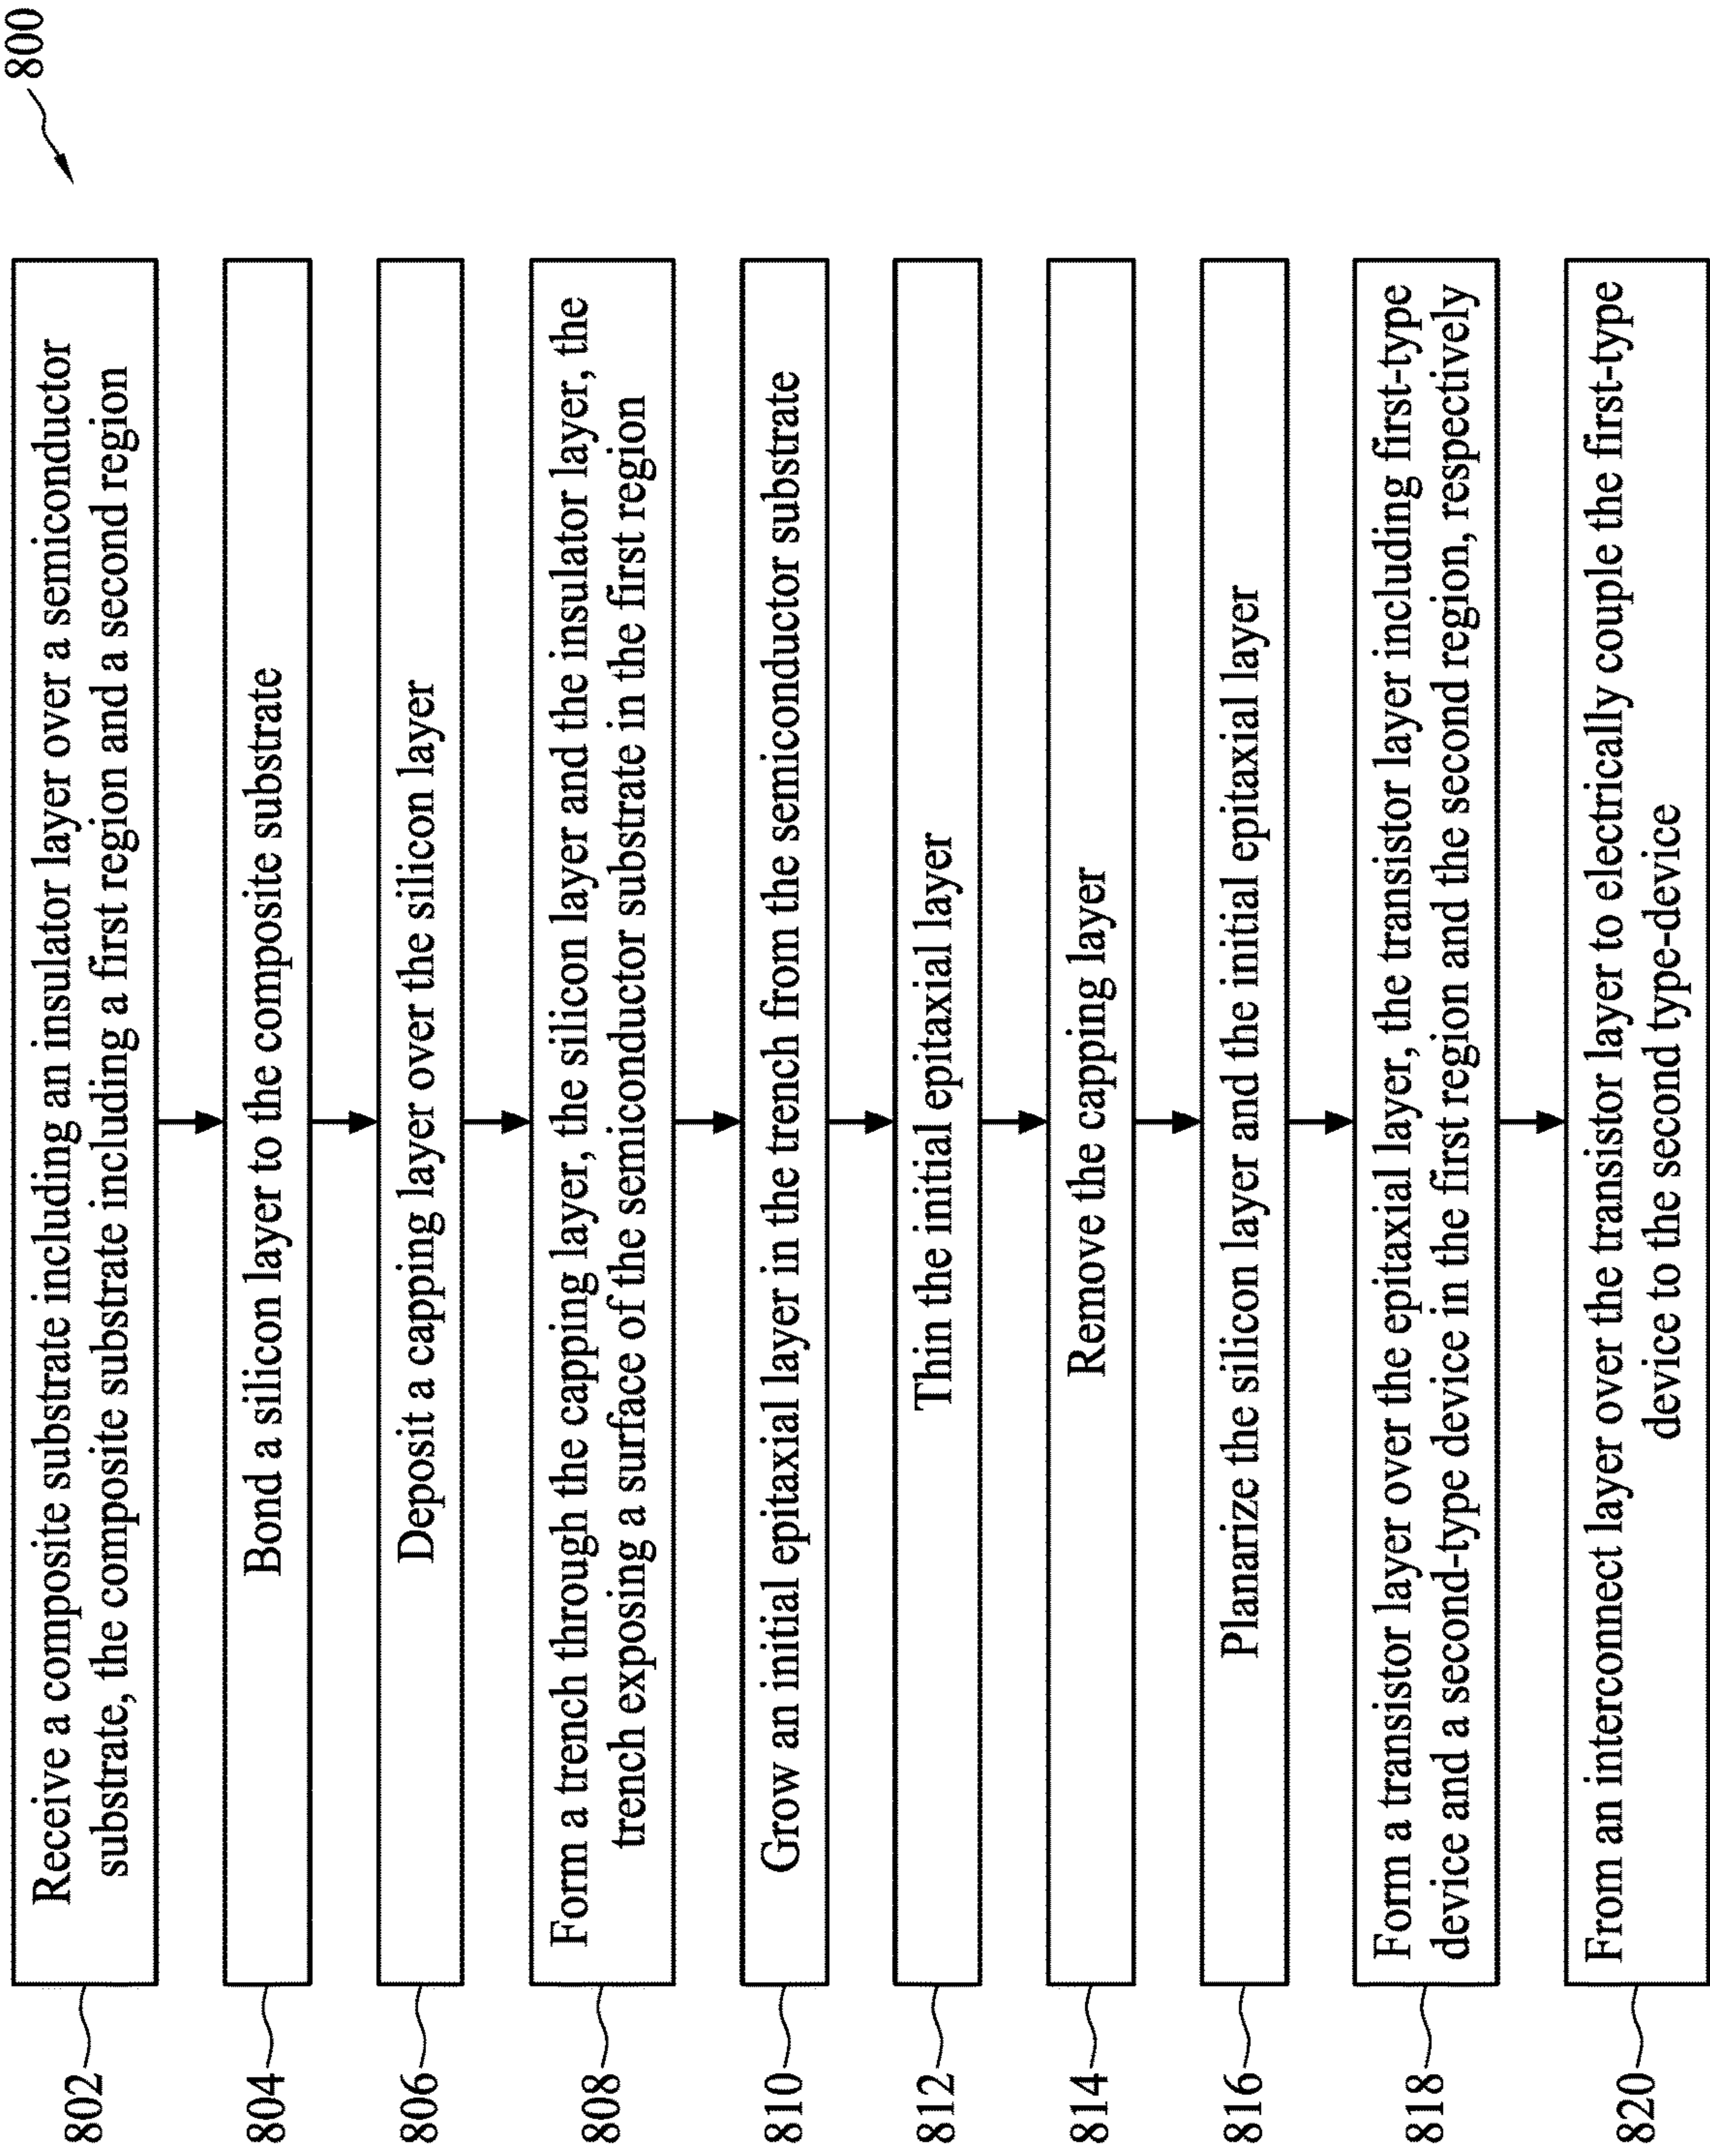 800
802
Receive a composite substrate including an insulator layer over a semiconductor
substrate, the composite substrate including a first region and a second region
804
Bond a silicon layer to the composite substrate
806
Deposit a capping layer over the silicon layer
808
Form a trench through the capping layer, the silicon layer and the insulator layer, the
trench exposing a surface of the semiconductor substrate in the first region
810
Grow an initial epitaxial layer in the trench from the semiconductor substrate
812
Thin the initial epitaxial layer
814
Remove the capping layer
816
Planarize the silicon layer and the initial epitaxial layer
818
Form a transistor layer over the epitaxial layer, the transistor layer including first-type
device and a second-type device in the first region and the second region, respectively
820
From an interconnect layer over the transistor layer to electrically couple the first-type
device to the second type-device